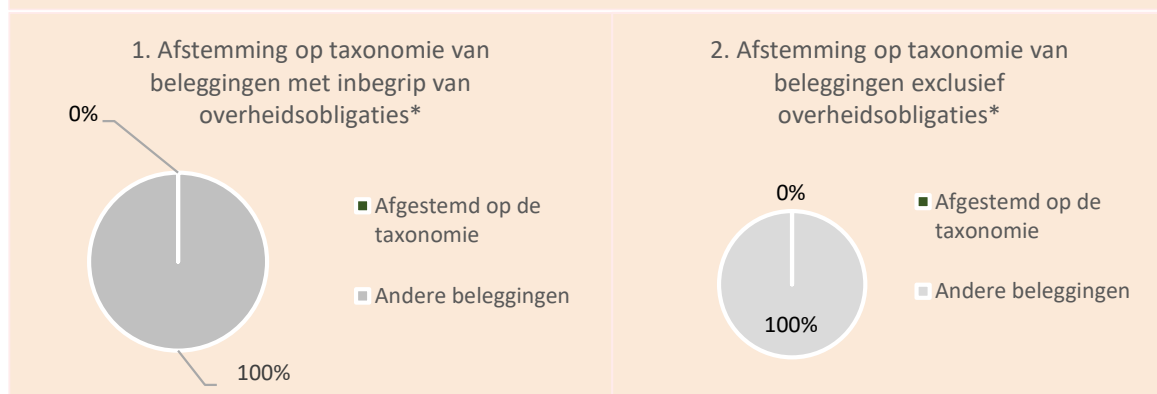 1. Afstemming op taxonomie van
beleggingen met inbegrip van
overheidsobligaties*
0%
Afgestemd op de
taxonomie
Andere beleggingen
100%
2. Afstemming op taxonomie van
beleggingen exclusief
overheidsobligaties*
0%
Afgestemd op de
taxonomie
Andere beleggingen
100%